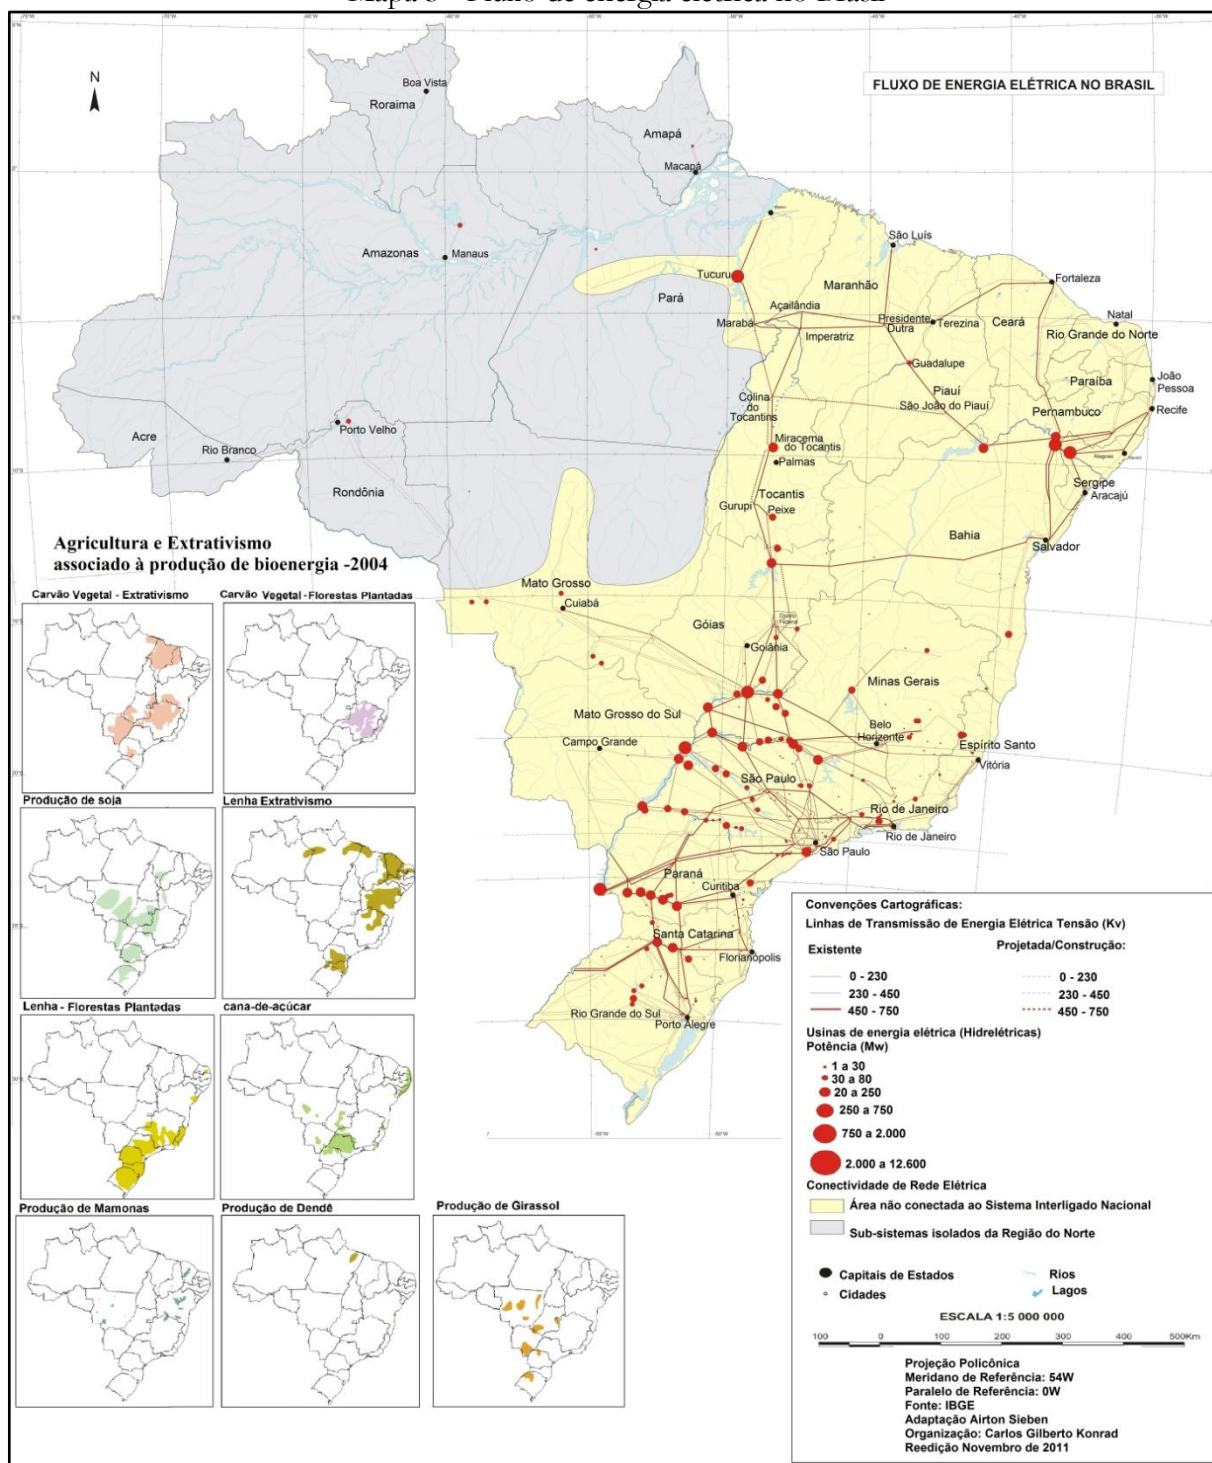 Mapa 3 - Fluxo de energia elétrica no Brasil
FLUXO DE ENERGIA ELÉTRICA NO BRASIL
N
Boa Vista
Roraima
Amapá
Macapá
São Luís
Amazonas
Manaus
Tucuru
Maranhão
Fortaleza
Pará
Açailândia
Marabá
Imperatriz
Presidente
Dutra
Terezina
Ceará
Natal
Rio Grande do Norte
Guadalupe
Paraíba
João
Pessoa
Piauí
São João do Piauí
Colina
do
Tocantins
Pernambuco
Recife
Porto Velho
Acre
Rio Branco
Miracema
do Tocantis
Palmas
Alagoas
Rondônia
Tocantis
Gurupi
Peixe
Sergipe
Aracajú
Bahia
Salvador
Mato Grosso
Cuiabá
Góias
Distrito
Federal
Goiânia
Minas Gerais
Mato Grosso do Sul
Belo
Horizonte
Campo Grande
Espírito Santo
Vitória
São Paulo
Rio de Janeiro
Rio de Janeiro
São Paulo
Paraná
Curitiba
Santa Catarina
Florianópolis
Rio Grande do Sul
Porto Alegre
Agricultura e Extrativismo
associado à produção de bioenergia -2004
Carvão Vegetal - Extrativismo
Carvão Vegetal -Florestas Plantadas
Produção de soja
Lenha Extrativismo
Lenha - Florestas Plantadas
cana-de-açúcar
Produção de Mamonas
Produção de Dendê
Produção de Girassol
Convenções Cartográficas:
Linhas de Transmissão de Energia Elétrica Tensão (Kv)
Existente
Projetada/Construção:
0 - 230
0 - 230
230 - 450
230 - 450
450 - 750
450 - 750
Usinas de energia elétrica (Hidrelétricas)
Potência (Mw)
1 a 30
30 a 80
20 a 250
250 a 750
750 a 2.000
2.000 a 12.600
Conectividade de Rede Elétrica
Área não conectada ao Sistema Interligado Nacional
Sub-sistemas isolados da Região do Norte
Capitais de Estados
Rios
Cidades
Lagos
ESCALA 1:5 000 000
100 0 100 200 300 400 500Km
Projeção Policônica
Meridano de Referência: 54W
Paralelo de Referência: 0W
Fonte: IBGE
Adaptação Airton Sieben
Organização: Carlos Gilberto Konrad
Reedição Novembro de 2011